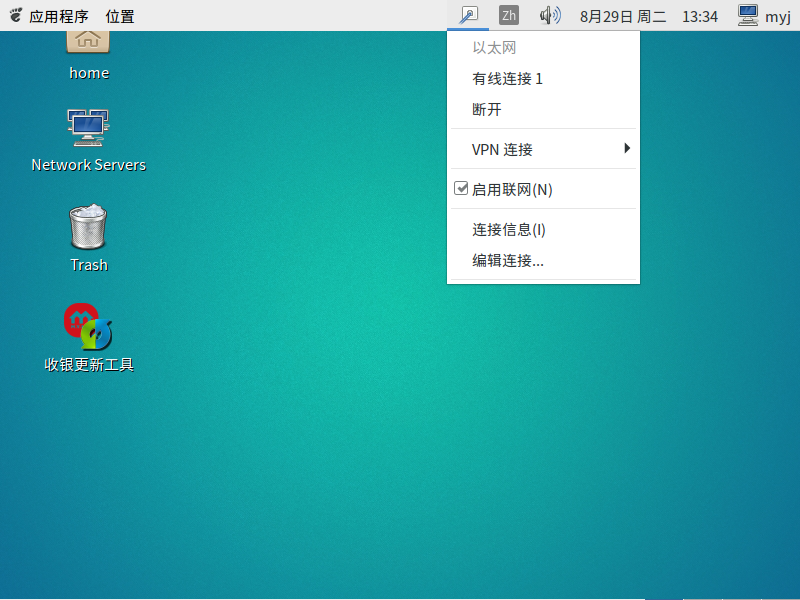 应用程序 位置 Zh 8月29日 周二 13:34 myj
以太网
有线连接 1
断开
VPN 连接
启用联网(N)
连接信息(I)
编辑连接...
home
Network Servers
Trash
收银更新工具